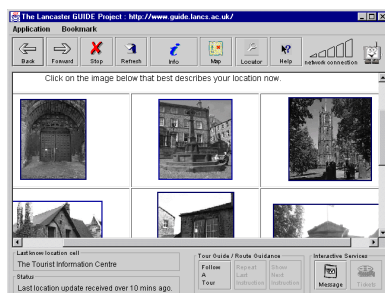 The Lancaster GUIDE Project : http://www.guide.lancs.ac.uk/
Application Bookmark
Back Forward Stop Refresh Info Map Locator Help network connection
Click on the image below that best describes your location now.
Last know location cell
The Tourist Information Centre
Status
Last location update received over 10 mins ago.
Tour Guide / Route Guidance
Follow A Tour
Repeat Last Instruction
Show Next Instruction
Interactive Services
Message
Tickets